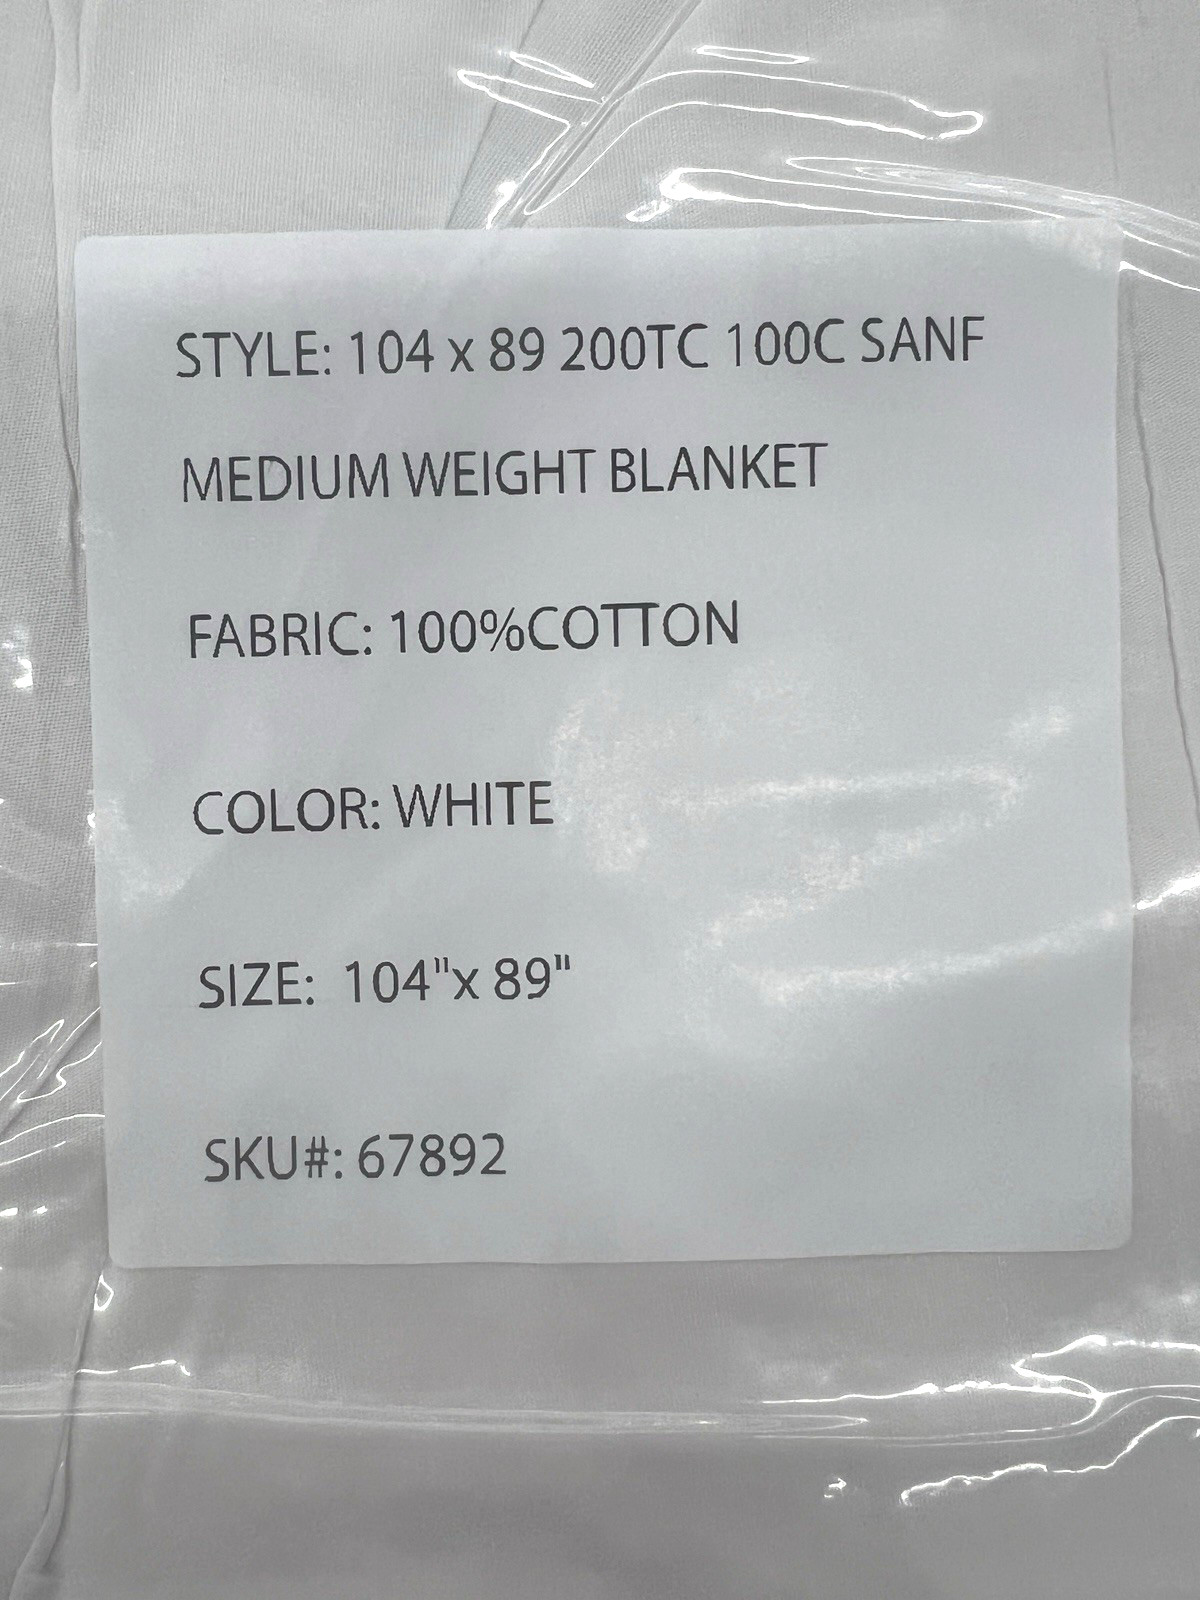 STYLE: 104 x 89 200TC 100C SANF
MEDIUM WEIGHT BLANKET
FABRIC: 100%COTTON
COLOR: WHITE
SIZE: 104"x 89"
SKU#: 67892